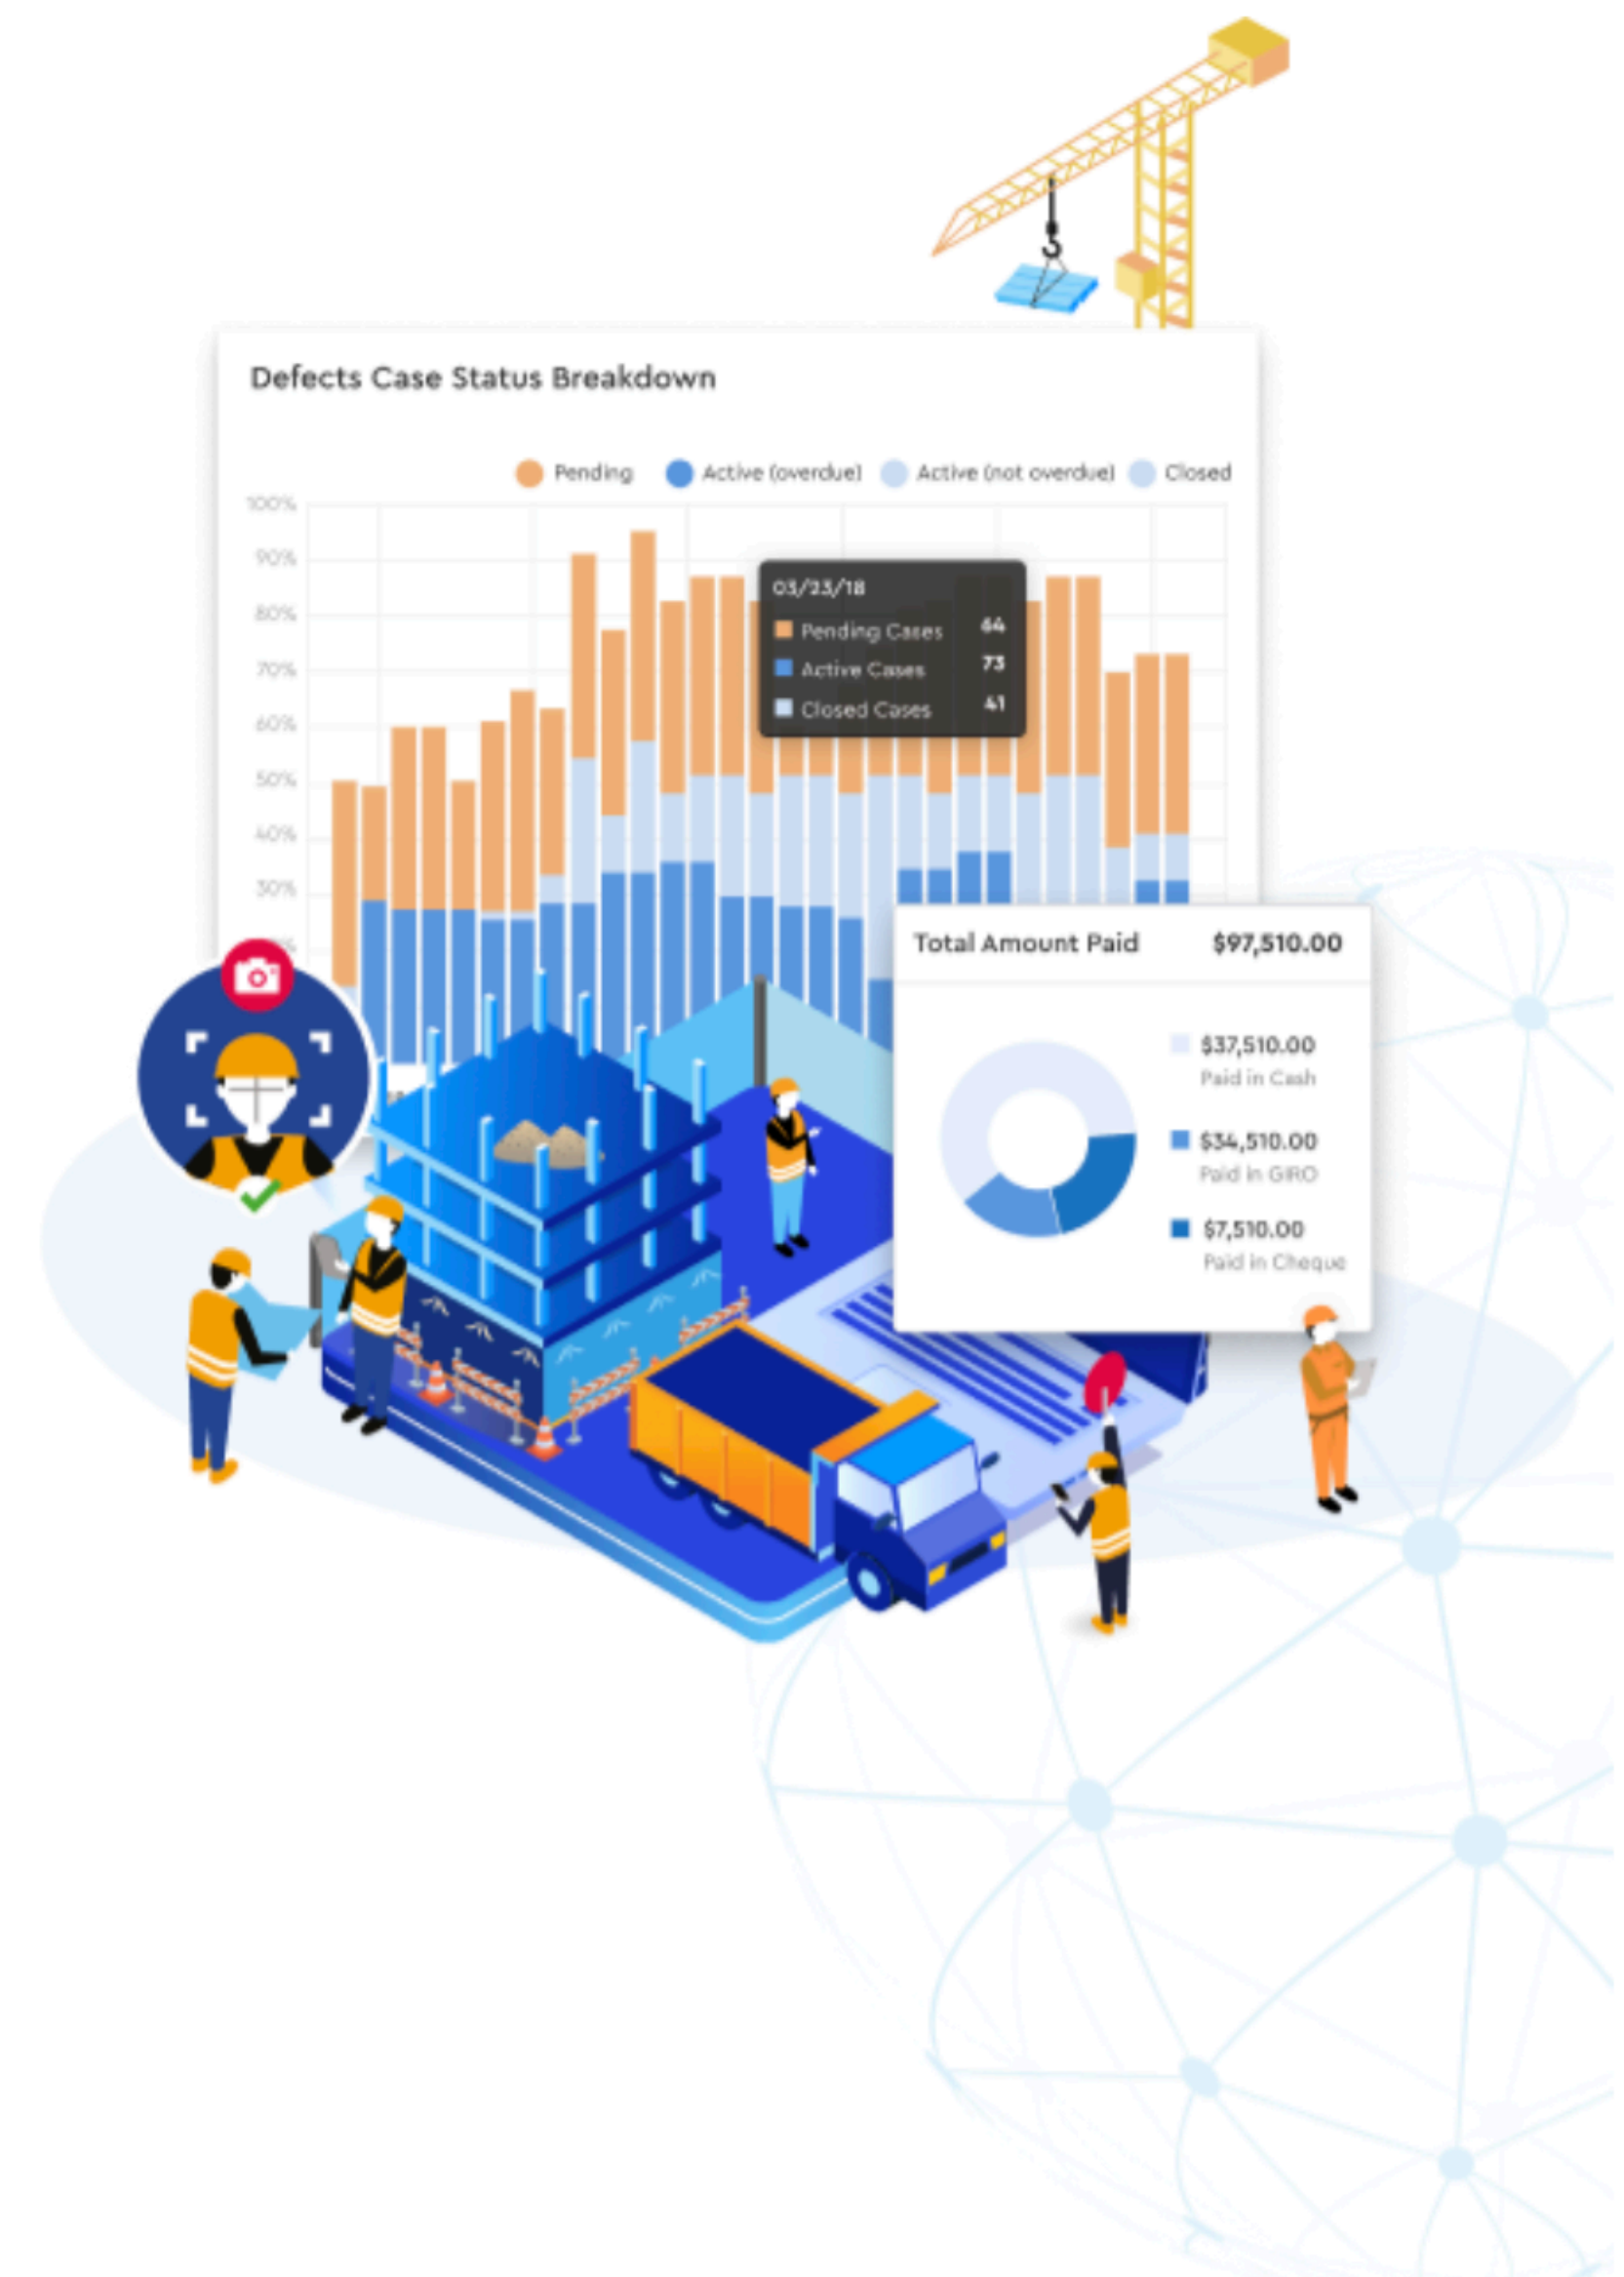 Defects Case Status Breakdown
Pending Active (overdue) Active (not overdue) Closed
100%
90%
80%
70%
60%
50%
40%
30%
03/23/18
Pending Cases 64
Active Cases 73
Closed Cases 41
Total Amount Paid $97,510.00
$37,510.00
Paid in Cash
$34,510.00
Paid in GIRO
$7,510.00
Paid in Cheque